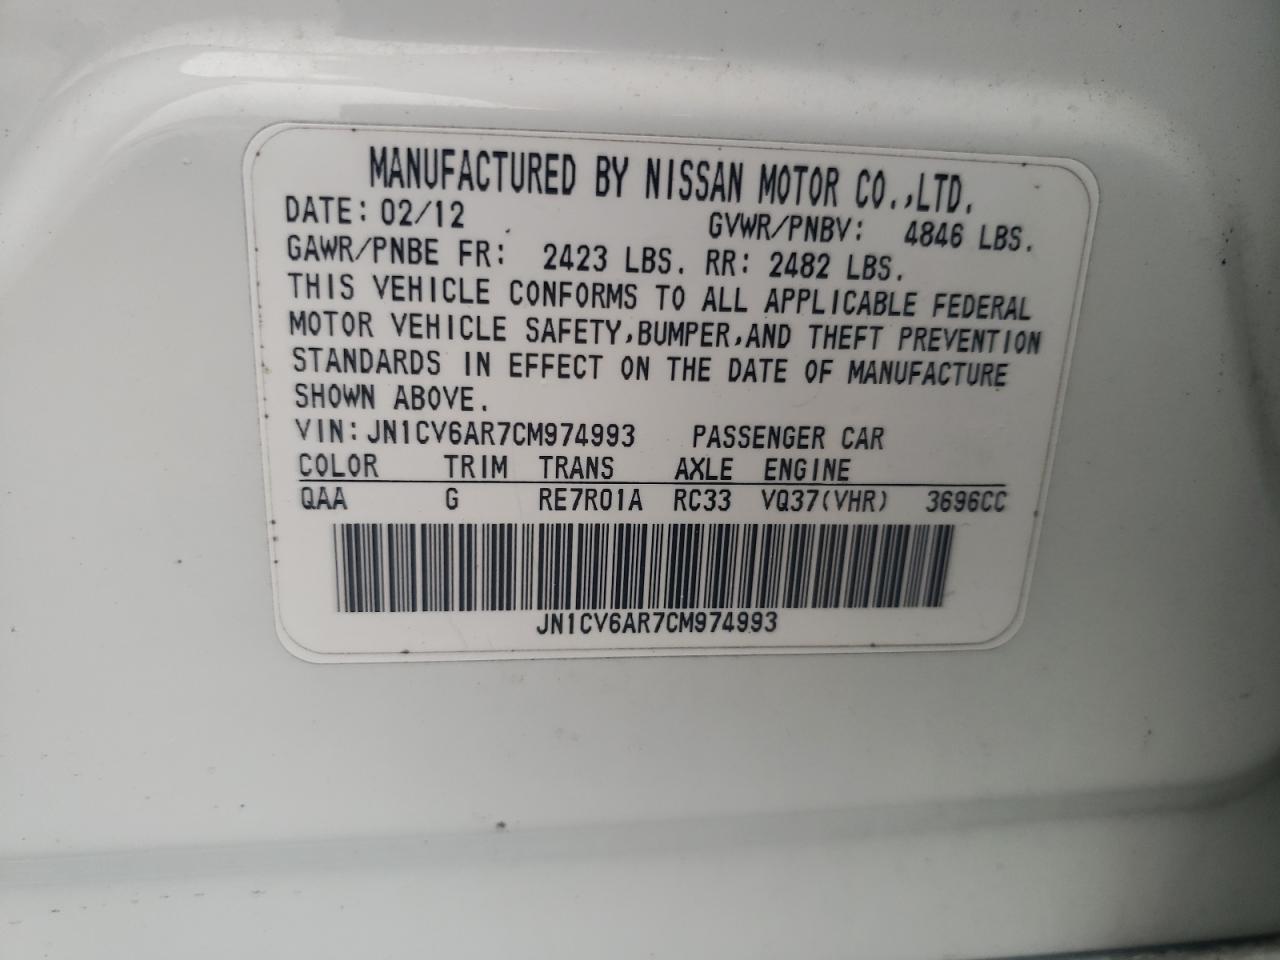 MANUFACTURED BY NISSAN MOTOR CO.,LTD.
DATE: 02/12 GVWR/PNBV: 4846 LBS.
GAWR/PNBE FR: 2423 LBS. RR: 2482 LBS.
THIS VEHICLE CONFORMS TO ALL APPLICABLE FEDERAL
MOTOR VEHICLE SAFETY,BUMPER,AND THEFT PREVENTION
STANDARDS IN EFFECT ON THE DATE OF MANUFACTURE
SHOWN ABOVE.
VIN: JN1CV6AR7CM974993 PASSENGER CAR
COLOR TRIM TRANS AXLE ENGINE
QAA G RE7R01A RC33 VQ37(VHR) 3696CC
JN1CV6AR7CM974993